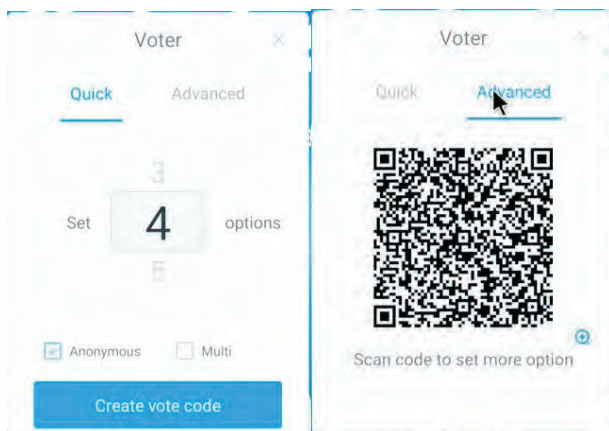 Voter
Quick Advanced
3
Set 4 options
Anonymous Multi
Create vote code
Voter
Quick Advanced
Scan code to set more option